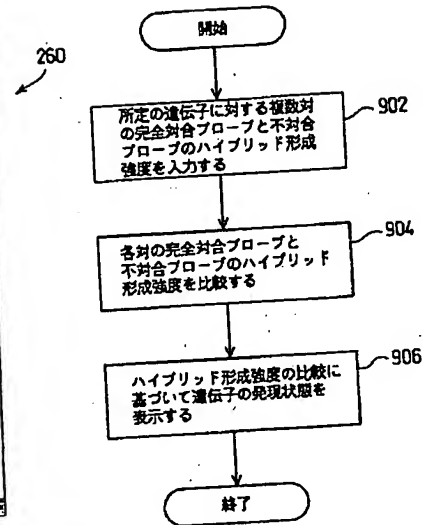 260
開始
所定の遺伝子に対する複数対
の完全対合プローブと不対合
プローブのハイブリッド形成
強度を入力する
902
各対の完全対合プローブと
不対合プローブのハイブリッド
形成強度を比較する
904
ハイブリッド形成強度の比較に
基づいて遺伝子の発現状態を
表示する
906
終了